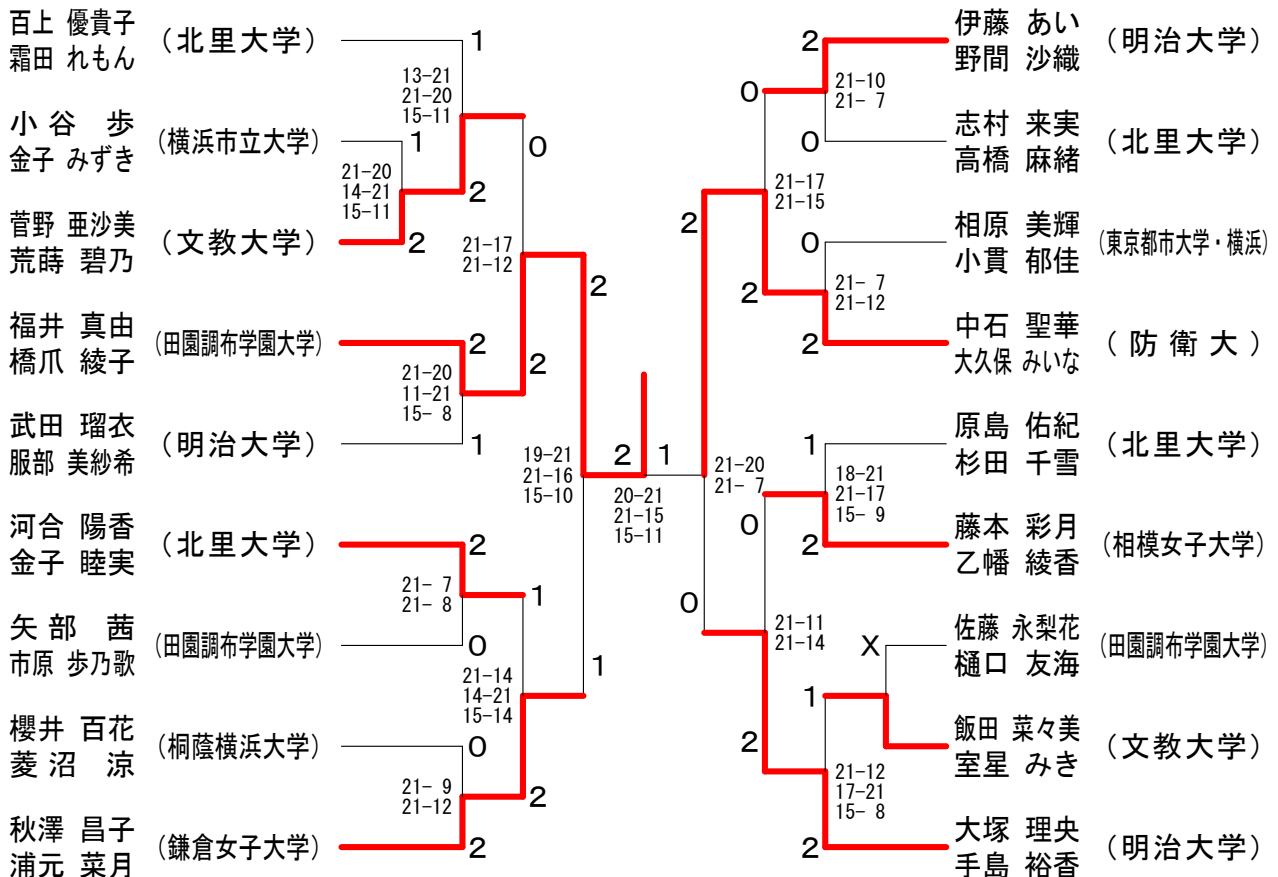 百上 優貴子
霜田 れもん
(北里大学)
1
13-21
21-20
15-11
小谷 歩
金子 みずき
(横浜市立大学)
1
0
21-20
14-21
15-11
2
菅野 亜沙美
荒蒔 碧乃
(文教大学)
2
21-17
21-12
2
福井 真由
橋爪 綾子
(田園調布学園大学)
2
2
21-20
11-21
15- 8
武田 瑠衣
服部 美紗希
(明治大学)
1
19-21
21-16
15-10
2
1
20-21
21-15
15-11
河合 陽香
金子 睦実
(北里大学)
2
21- 7
21- 8
1
矢部 茜
市原 歩乃歌
(田園調布学園大学)
0
1
21-14
14-21
15-14
櫻井 百花
菱沼 涼
(桐蔭横浜大学)
0
21- 9
21-12
2
秋澤 昌子
浦元 菜月
(鎌倉女子大学)
2
2
伊藤 あい
野間 沙織
(明治大学)
0
21-10
21- 7
0
志村 来実
高橋 麻緒
(北里大学)
21-17
21-15
2
0
相原 美輝
小貫 郁佳
(東京都市大学・横浜)
2
21- 7
21-12
2
中石 聖華
大久保 みいな
(防衛大)
1
原島 佑紀
杉田 千雪
(北里大学)
21-20
21- 7
18-21
21-17
15- 9
0
2
藤本 彩月
乙幡 綾香
(相模女子大学)
0
21-11
21-14
X
佐藤 永梨花
樋口 友海
(田園調布学園大学)
1
2
飯田 菜々美
室星 みき
(文教大学)
21-12
17-21
15- 8
2
大塚 理央
手島 裕香
(明治大学)